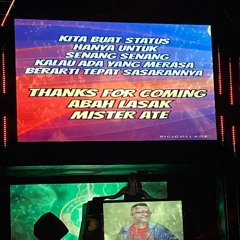 KITA BUAT STATUS
HANYA UNTUK
SENANG SENANG
KALAU ADA YANG MERASA
BERARTI TEPAT SASARANNYA
THANKS FOR COMING
ABAH LASAK
MISTER ATE
PICSCOLLAGE